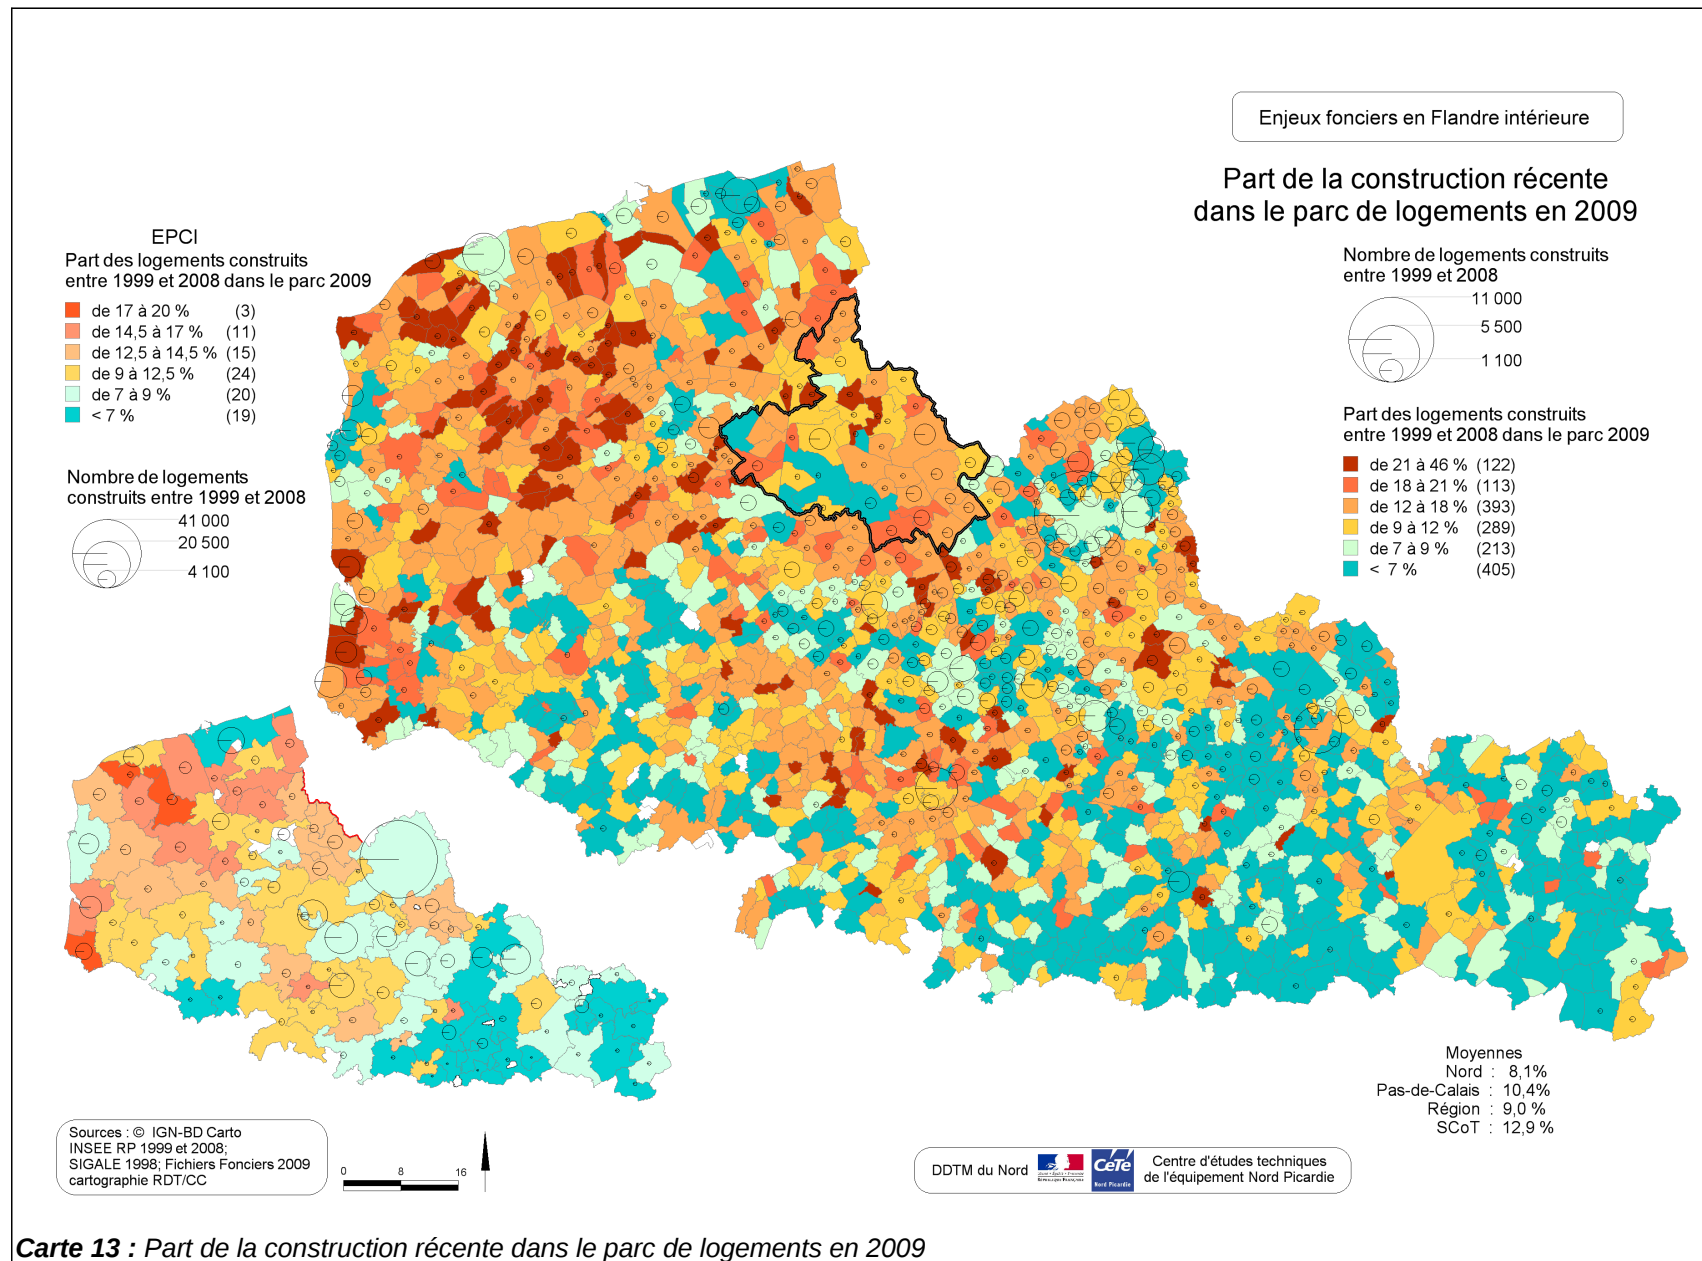 Enjeux fonciers en Flandre intérieure
Part de la construction récente
dans le parc de logements en 2009
EPCI
Part des logements construits
entre 1999 et 2008 dans le parc 2009
de 17 à 20 % (3)
de 14,5 à 17 % (11)
de 12,5 à 14,5 % (15)
de 9 à 12,5 % (24)
de 7 à 9 % (20)
< 7 % (19)
Nombre de logements
construits entre 1999 et 2008
41 000
20 500
4 100
Nombre de logements construits
entre 1999 et 2008
11 000
5 500
1 100
Part des logements construits
entre 1999 et 2008 dans le parc 2009
de 21 à 46 % (122)
de 18 à 21 % (113)
de 12 à 18 % (393)
de 9 à 12 % (289)
de 7 à 9 % (213)
< 7 % (405)
Moyennes
Nord : 8,1%
Pas-de-Calais : 10,4%
Région : 9,0 %
SCoT : 12,9 %
Sources : © IGN-BD Carto
INSEE RP 1999 et 2008;
SIGALE 1998; Fichiers Fonciers 2009
cartographie RDT/CC
0 8 16
DDTM du Nord
CeTe
Nord Picardie
Centre d'études techniques
de l'équipement Nord Picardie
Carte 13 : Part de la construction récente dans le parc de logements en 2009